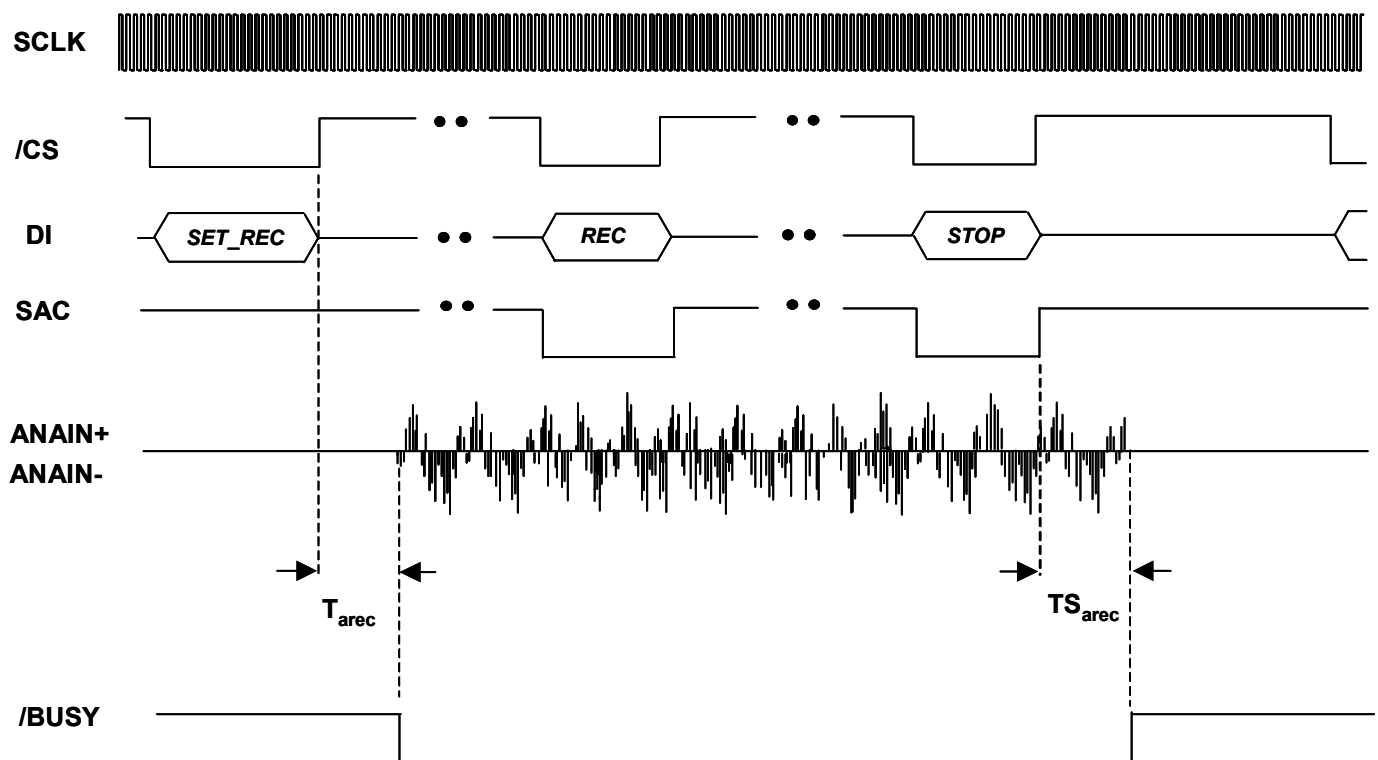 SCLK
/CS
DI
SET_REC
REC
STOP
SAC
ANAIN+
ANAIN-
Tarec
TSarec
/BUSY